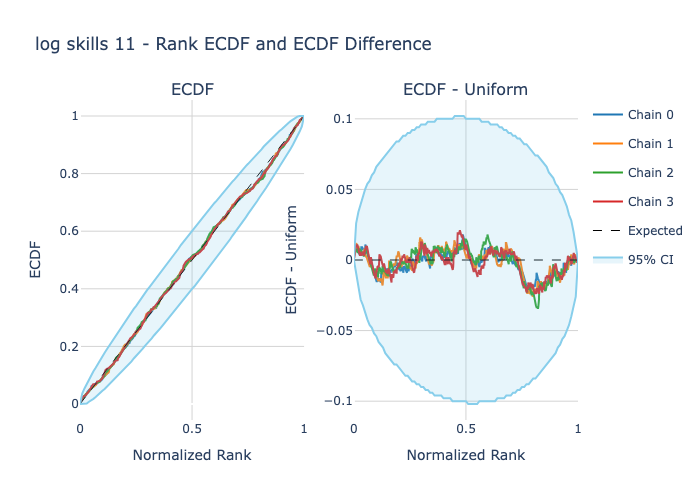 log skills 11 - Rank ECDF and ECDF Difference
ECDF
ECDF - Uniform
1
0.8
0.6
0.4
0.2
0
0
0.5
1
ECDF
Normalized Rank
0.1
0.05
0
−0.05
−0.1
0
0.5
1
ECDF - Uniform
Normalized Rank
Chain 0
Chain 1
Chain 2
Chain 3
Expected
95% CI